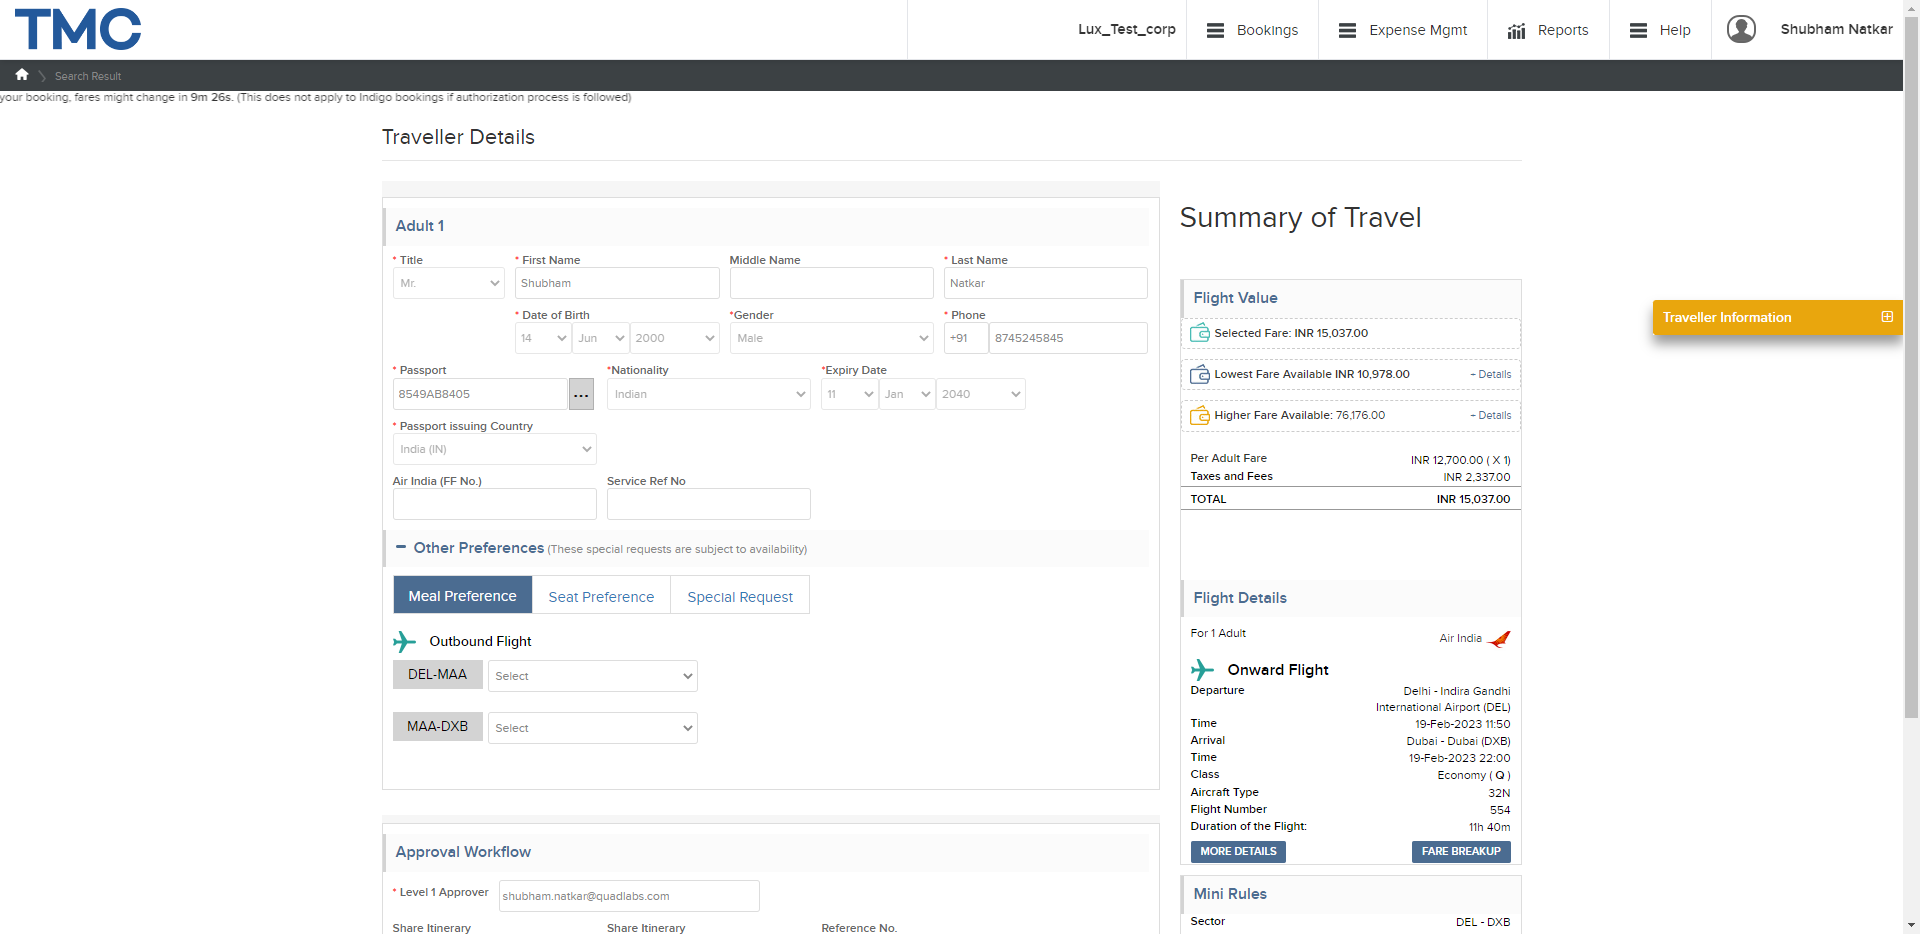 TMC
Lux_Test_corp
Bookings
Expense Mgmt
Reports
Help
Shubham Natkar
Search Result
your booking, fares might change in 9m 26s. (This does not apply to Indigo bookings if authorization process is followed)
Traveller Details
Adult 1
* Title
* First Name
Middle Name
* Last Name
Mr.
Shubham
Natkar
* Date of Birth
*Gender
* Phone
14
Jun
2000
Male
+91
8745245845
* Passport
*Nationality
*Expiry Date
8549AB8405
...
Indian
11
Jan
2040
* Passport issuing Country
India (IN)
Air India (FF No.)
Service Ref No
Other Preferences (These special requests are subject to availability)
Meal Preference
Seat Preference
Special Request
Outbound Flight
DEL-MAA
Select
MAA-DXB
Select
Approval Workflow
* Level 1 Approver
shubham.natkar@quadlabs.com
Share Itinerary
Share Itinerary
Reference No.
Summary of Travel
Flight Value
Selected Fare: INR 15,037.00
Lowest Fare Available INR 10,978.00
+ Details
Higher Fare Available: 76,176.00
+ Details
Per Adult Fare
INR 12,700.00 ( X 1)
Taxes and Fees
INR 2,337.00
TOTAL
INR 15,037.00
Flight Details
For 1 Adult
Air India
Onward Flight
Departure
Delhi - Indira Gandhi
International Airport (DEL)
Time
19-Feb-2023 11:50
Arrival
Dubai - Dubai (DXB)
Time
19-Feb-2023 22:00
Class
Economy ( Q )
Aircraft Type
32N
Flight Number
554
Duration of the Flight:
11h 40m
MORE DETAILS
FARE BREAKUP
Mini Rules
Sector
DEL - DXB
Traveller Information